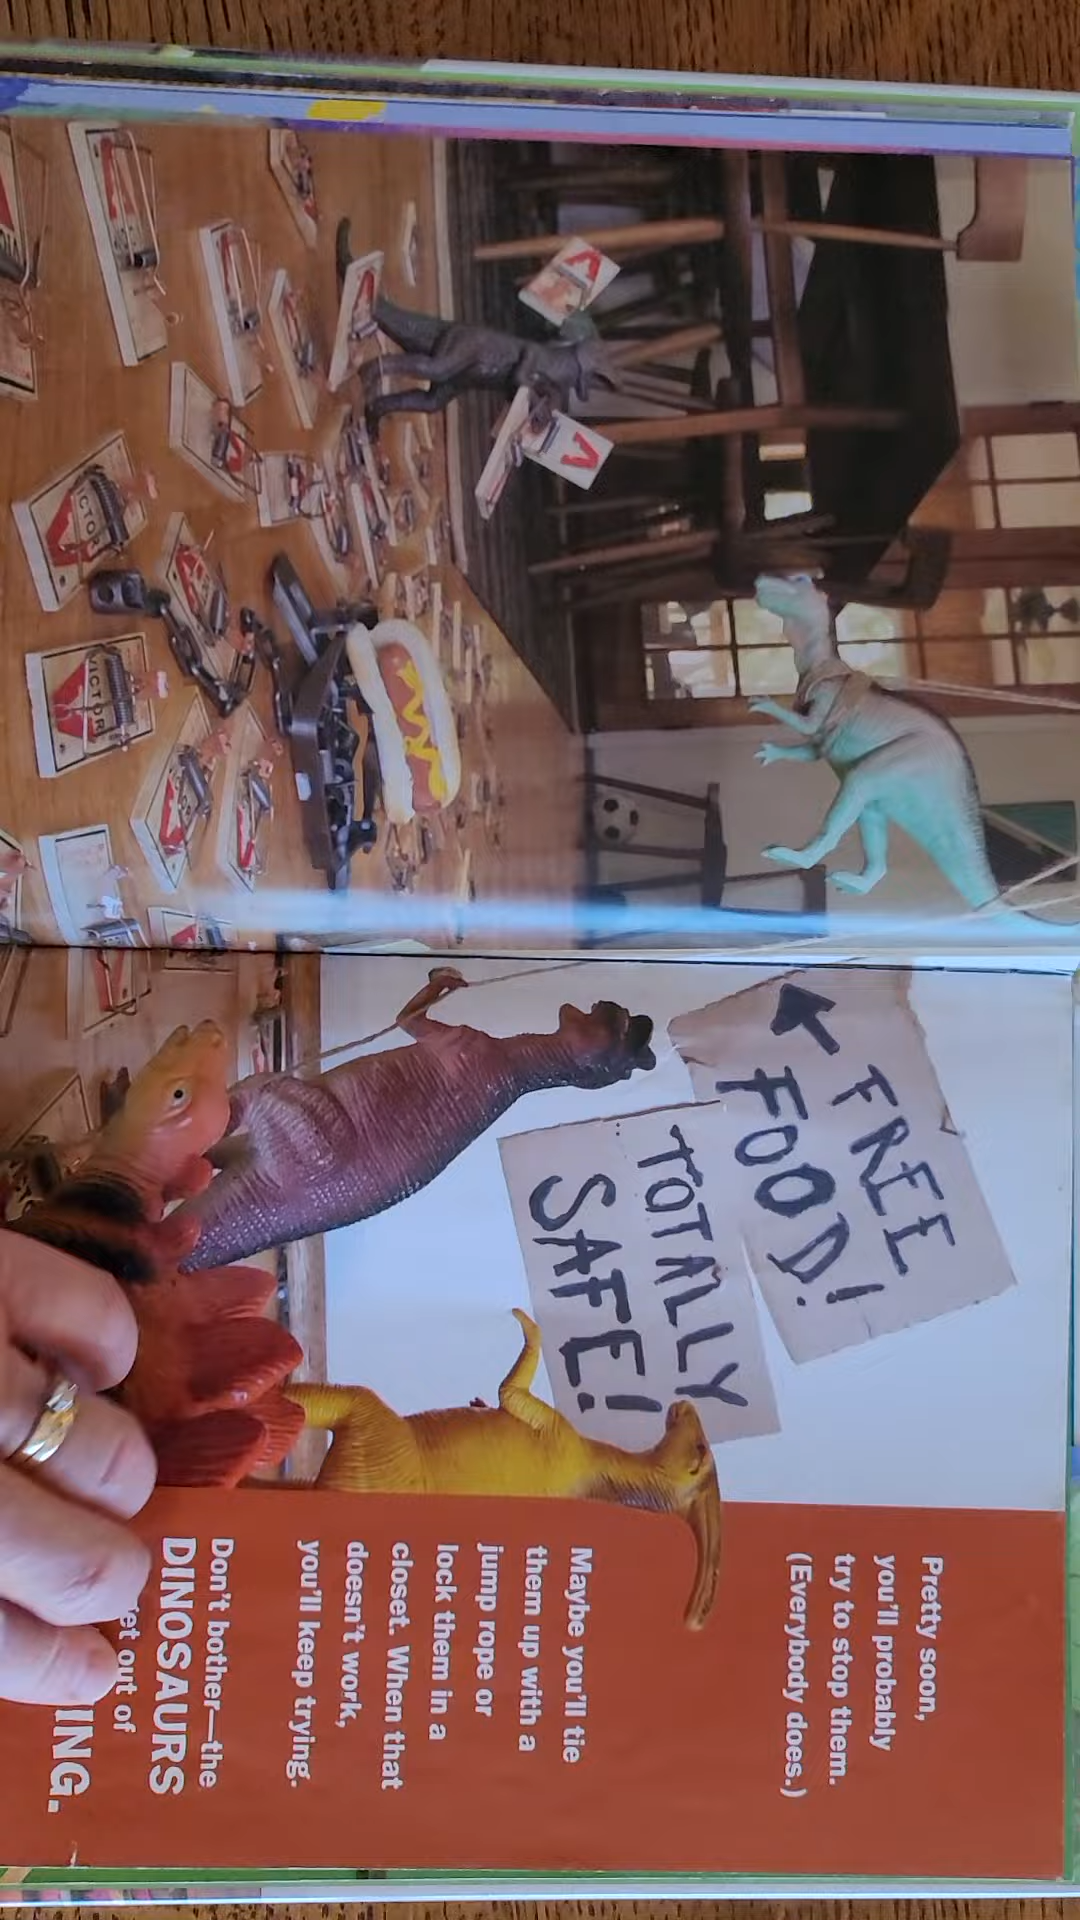 VICTOR
VICTOR
FREE
FOOD!
TOTALLY
SAFE!
Pretty soon,
you'll probably
try to stop them.
(Everybody does.)
Maybe you'll tie
them up with a
jump rope or
lock them in a
closet. When that
doesn't work,
you'll keep trying.
Don't bother—the
DINOSAURS
out of